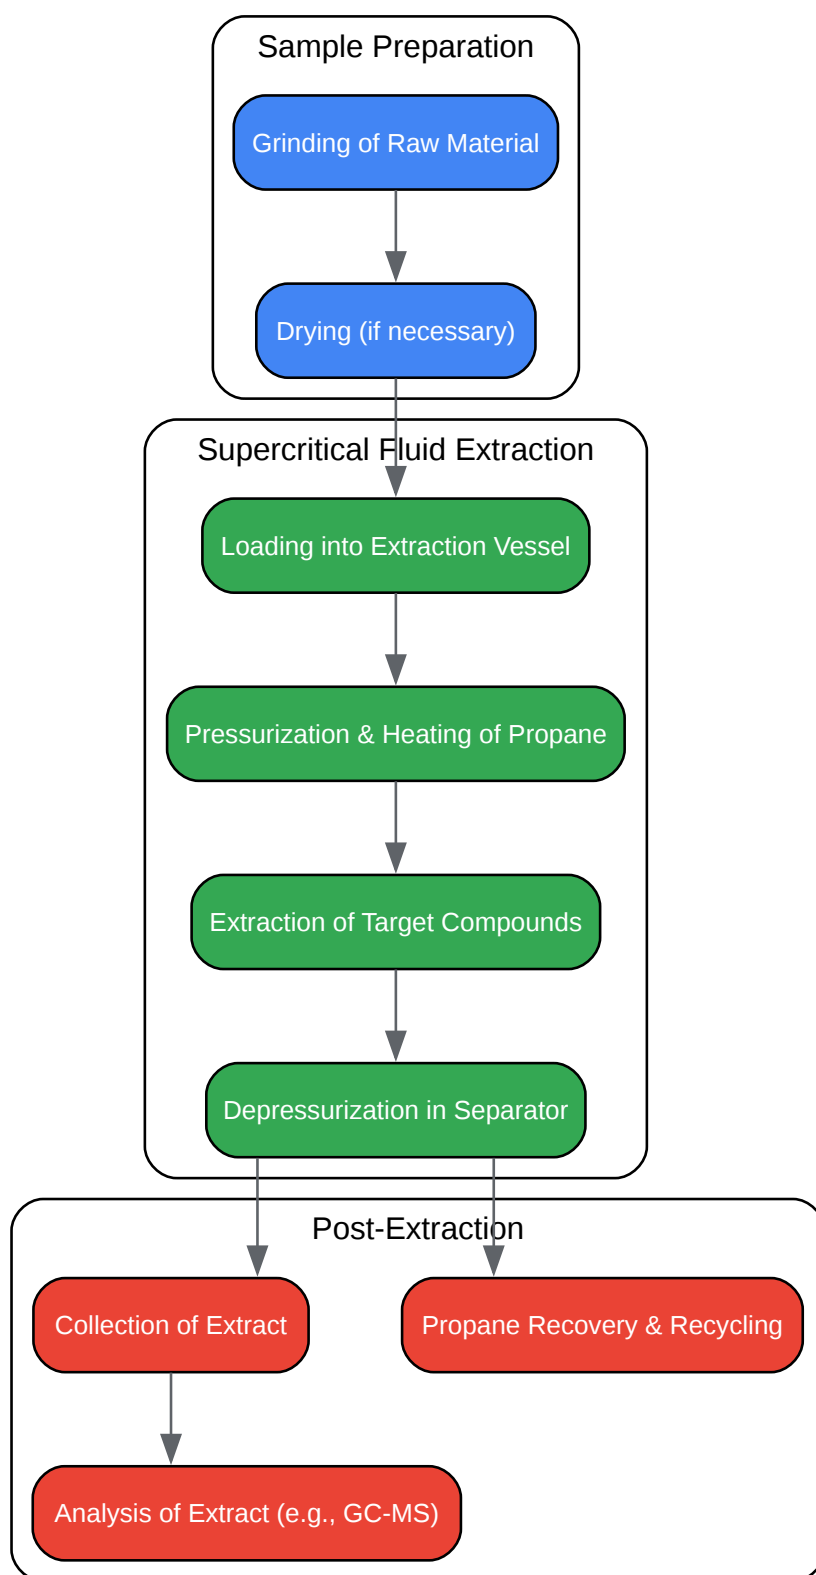 Sample Preparation
Grinding of Raw Material
Drying (if necessary)
Supercritical Fluid Extraction
Loading into Extraction Vessel
Pressurization & Heating of Propane
Extraction of Target Compounds
Depressurization in Separator
Post-Extraction
Collection of Extract
Propane Recovery & Recycling
Analysis of Extract (e.g., GC-MS)